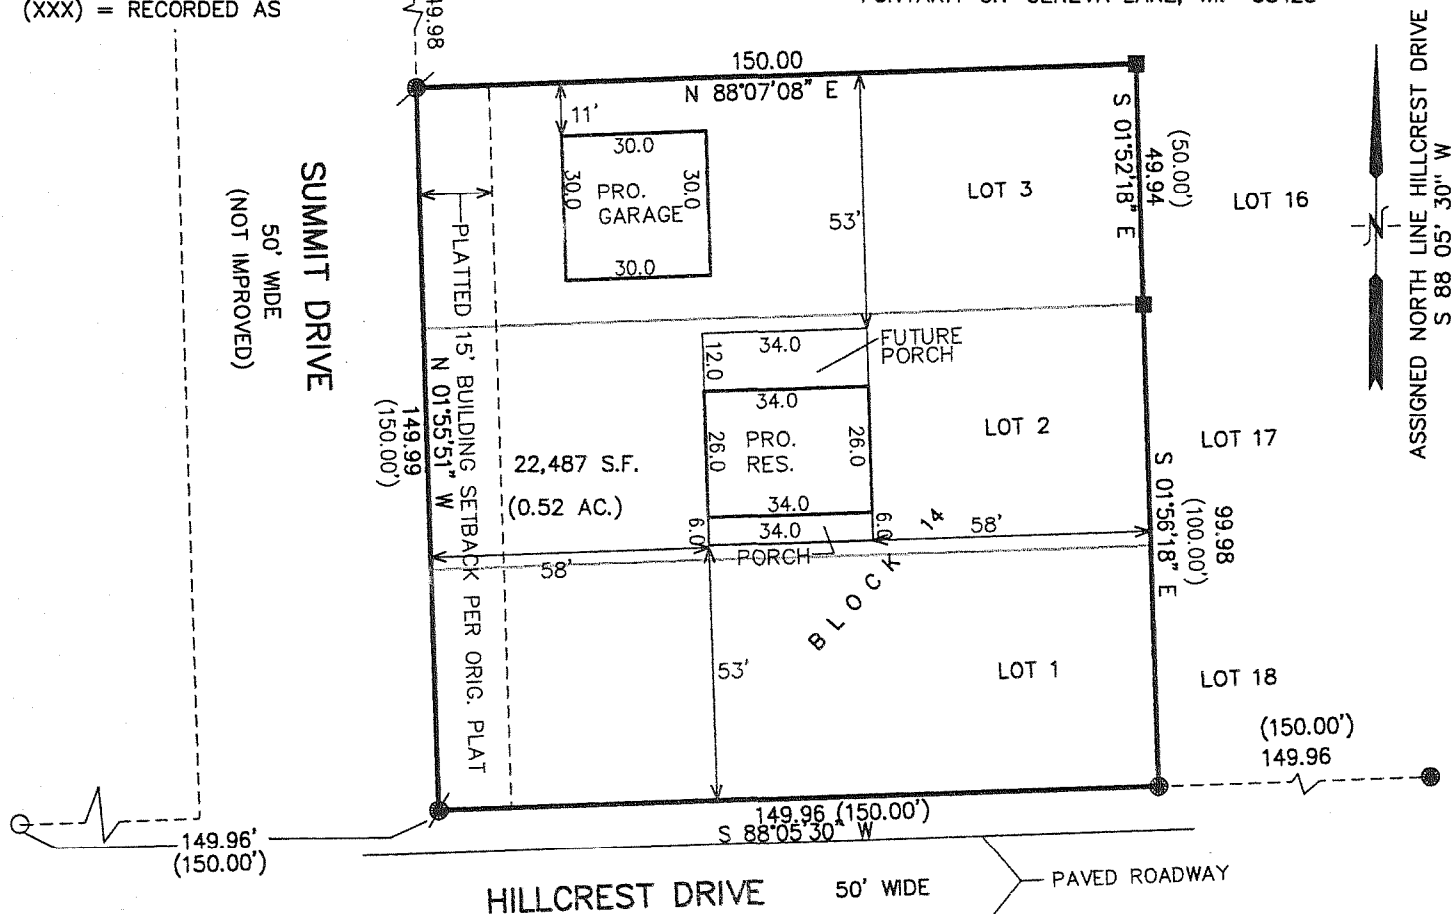 (XXX) = RECORDED AS
49.98
150.00
N 88°07'08" E
11'
30.0
30.0
30.0
30.0
PRO.
GARAGE
53'
LOT 3
S 01°52'18" E
49.94
(50.00')
LOT 16
ASSIGNED NORTH LINE HILLCREST DRIVE
S 88 05' 30" W
N
SUMMIT DRIVE
50' WIDE
(NOT IMPROVED)
PLATTED 15' BUILDING SETBACK PER ORIG. PLAT
N 01°55'51" W
149.99
(150.00')
12.0
34.0
FUTURE
PORCH
34.0
26.0
26.0
PRO.
RES.
34.0
34.0
6.0
6.0
PORCH
LOT 2
LOT 17
22,487 S.F.
(0.52 AC.)
58'
58'
BLOCK 14
S 01°56'18" E
99.98
(100.00')
53'
LOT 1
LOT 18
(150.00')
149.96
149.96 (150.00')
S 88°05'30" W
149.96'
(150.00')
HILLCREST DRIVE
50' WIDE
PAVED ROADWAY